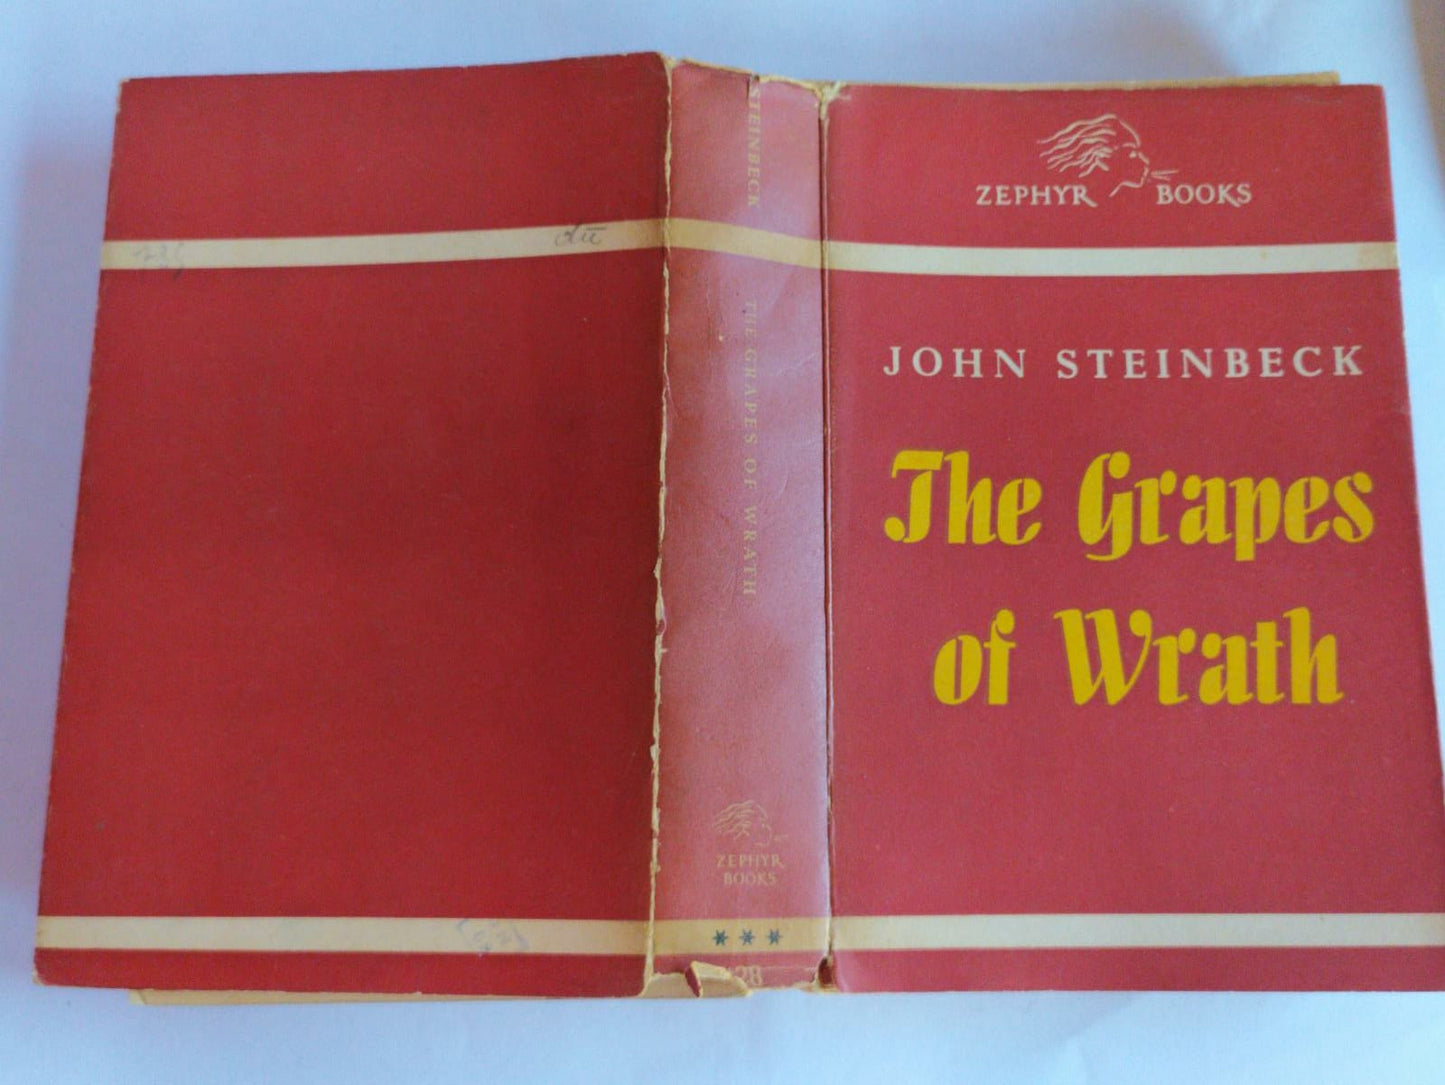 ZEPHYR BOOKS
JOHN STEINBECK
The Grapes
of Wrath
STEINBECK
THE GRAPES OF WRATH
ZEPHYR
BOOKS
***